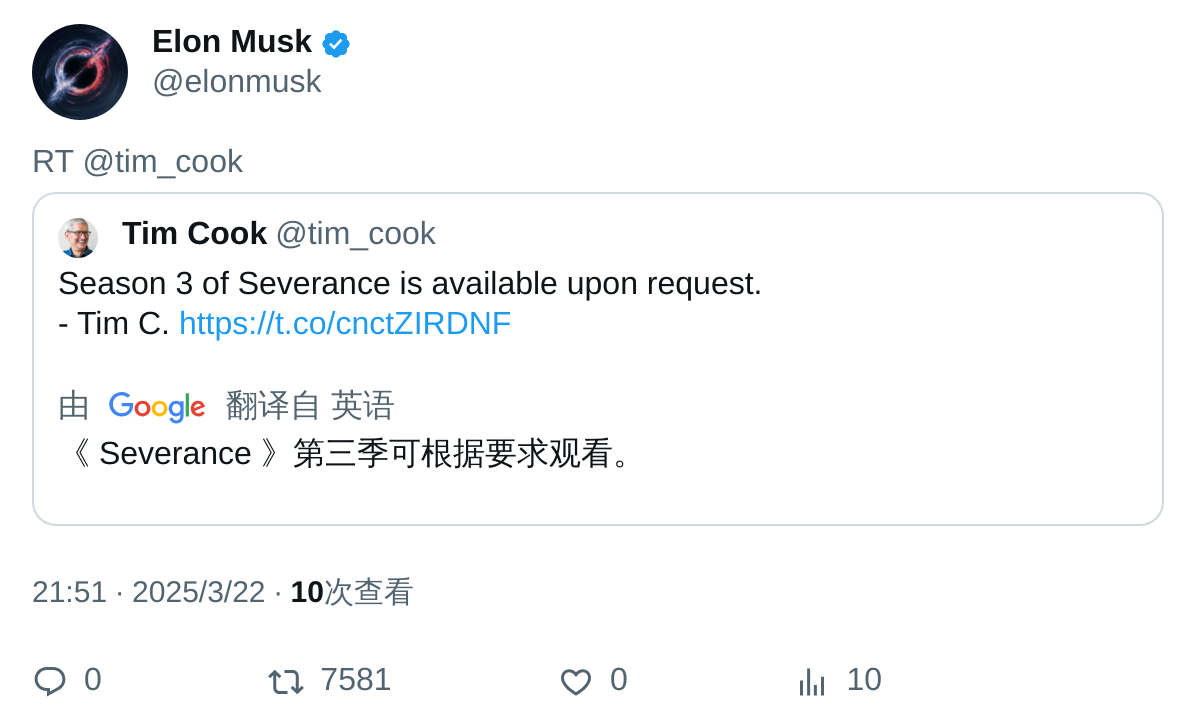 Elon Musk
@elonmusk
RT @tim_cook
Tim Cook @tim_cook
Season 3 of Severance is available upon request.
- Tim C. https://t.co/cnctZIRDNF
由 Google 翻译自 英语
《 Severance 》第三季可根据要求观看。
21:51 · 2025/3/22 · 10次查看
0 7581 0 10